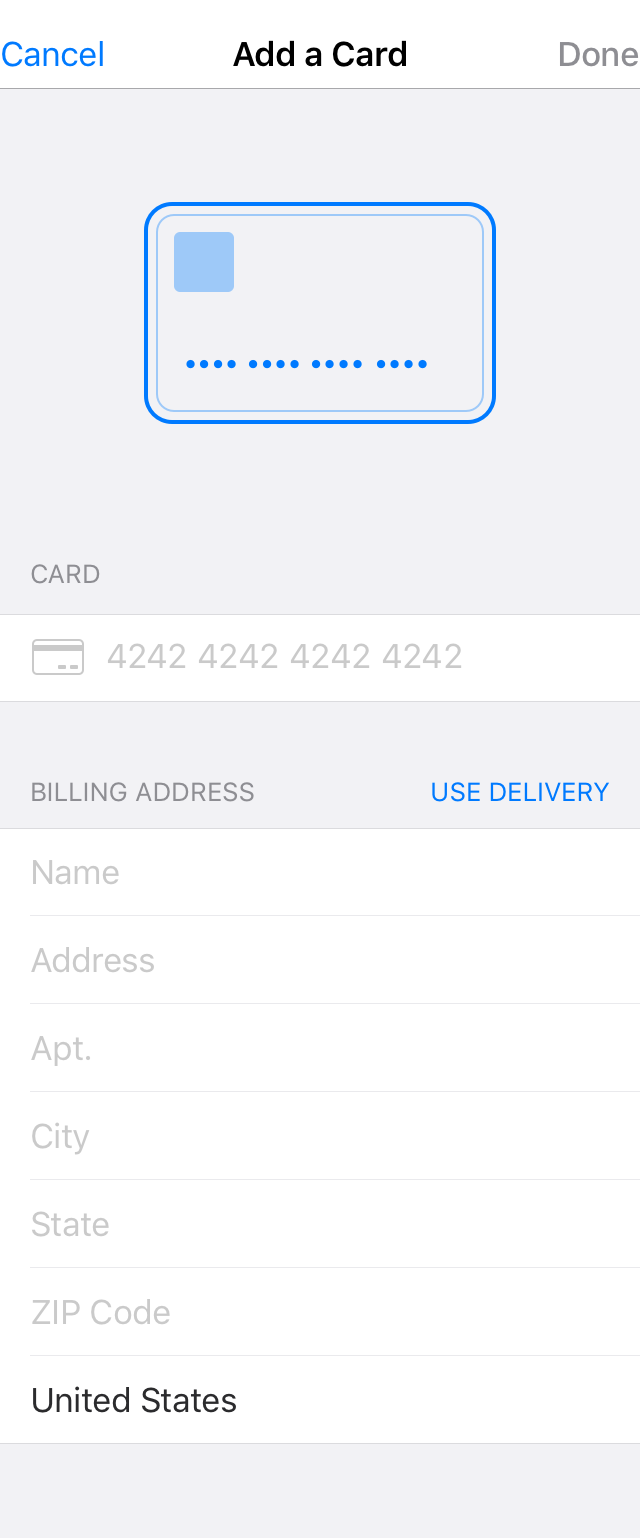 Cancel Add a Card Done
•••• •••• •••• ••••
CARD
4242 4242 4242 4242
BILLING ADDRESS USE DELIVERY
Name
Address
Apt.
City
State
ZIP Code
United States